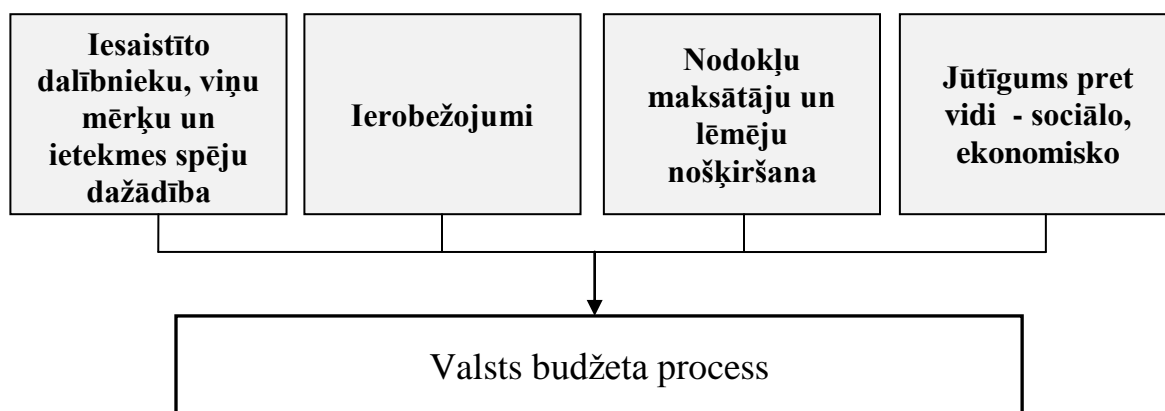 Iesaistīto
dalībnieku, viņu
mērķu un
ietekmes spēju
dažādība
Ierobežojumi
Nodokļu
maksātāju un
lēmēju
nošķiršana
Jūtīgums pret
vidi - sociālo,
ekonomisko
Valsts budžeta process